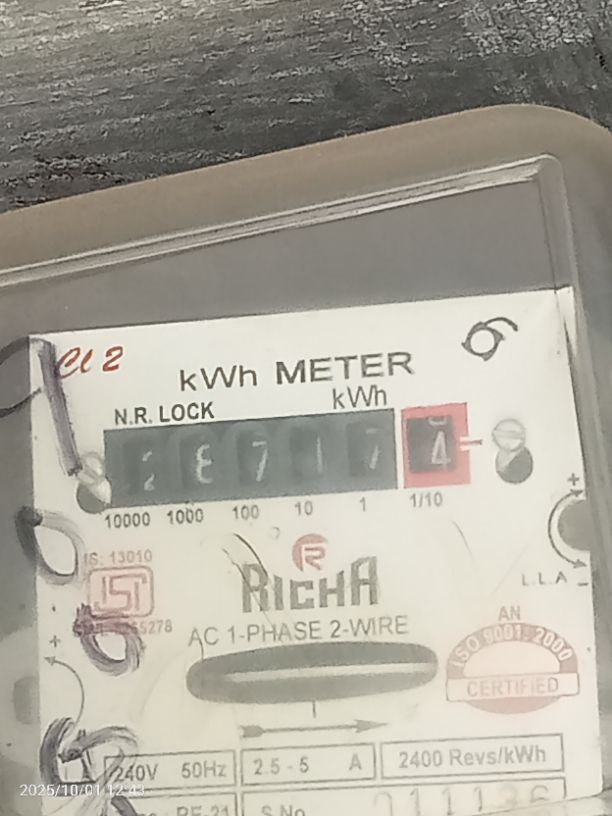 Cl 2
kWh METER
N.R. LOCK kWh
7 1 7 4
10000 1000 100 10 1 1/10
IS: 13010
ISI
R
RICHA
L.L.A
+
-
AC 1-PHASE 2-WIRE
AN
ISO 9001: 2000
CERTIFIED
+
240V 50Hz 2.5 - 5 A 2400 Revs/kWh
S.No.
2025/10/01 12:43